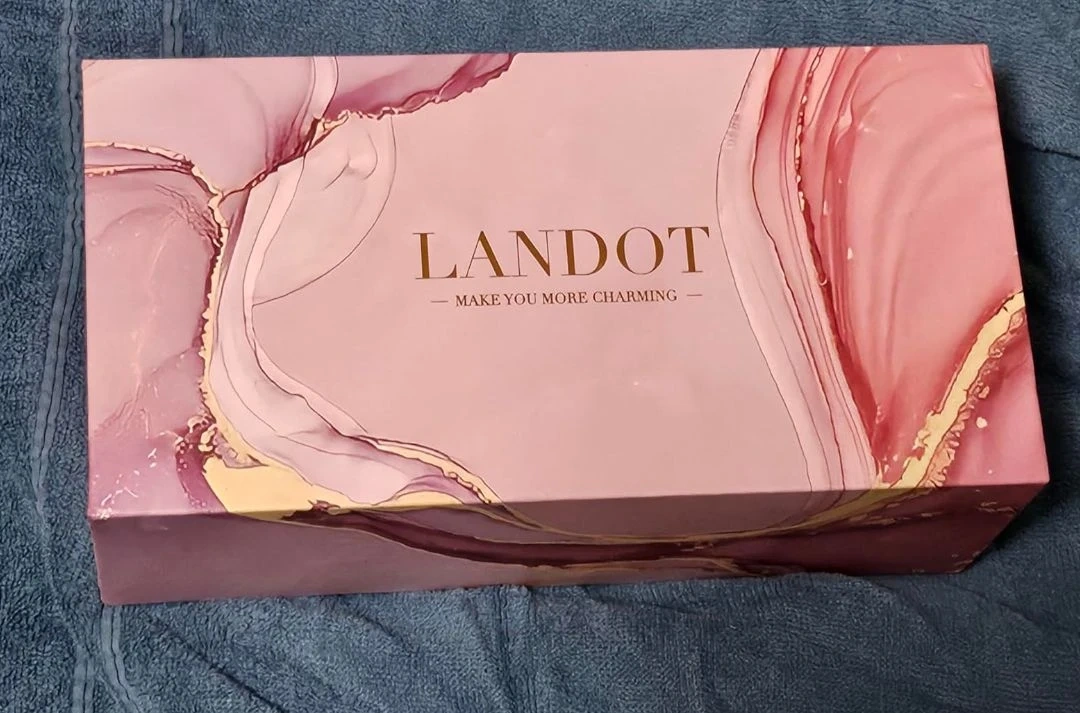 LANDOT
— MAKE YOU MORE CHARMING —